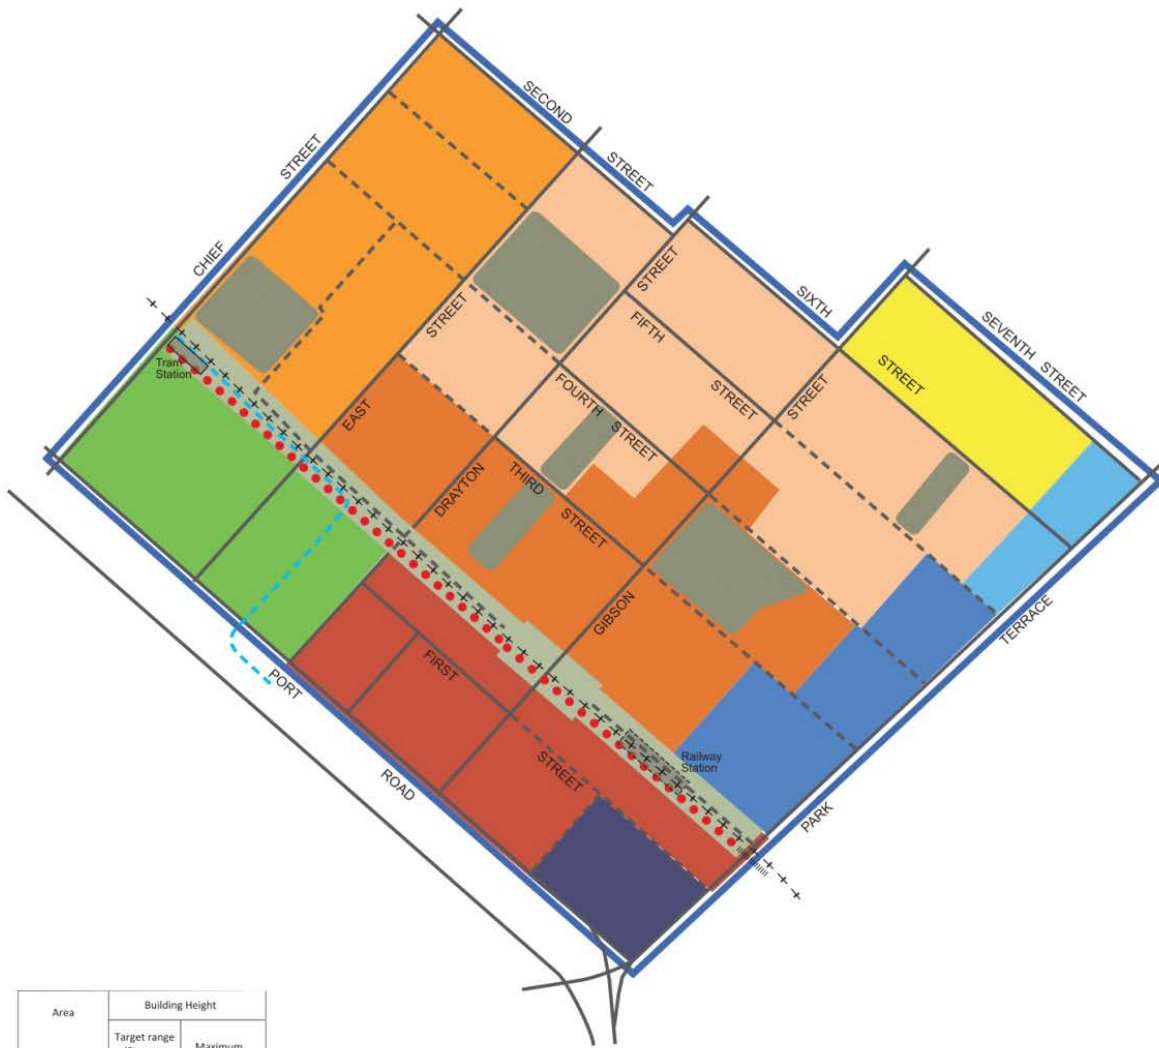 SECOND
STREET
STREET
CHIEF
STREET
SIXTH
SEVENTH STREET
STREET
FIFTH
STREET
STREET
STREET
STREET
Tram
Station
EAST
FOURTH
STREET
DRAYTON
THIRD
STREET
GIBSON
TERRACE
PORT
FIRST
STREET
Railway
Station
ROAD
PARK
Area
Building Height
Target range
Maximum